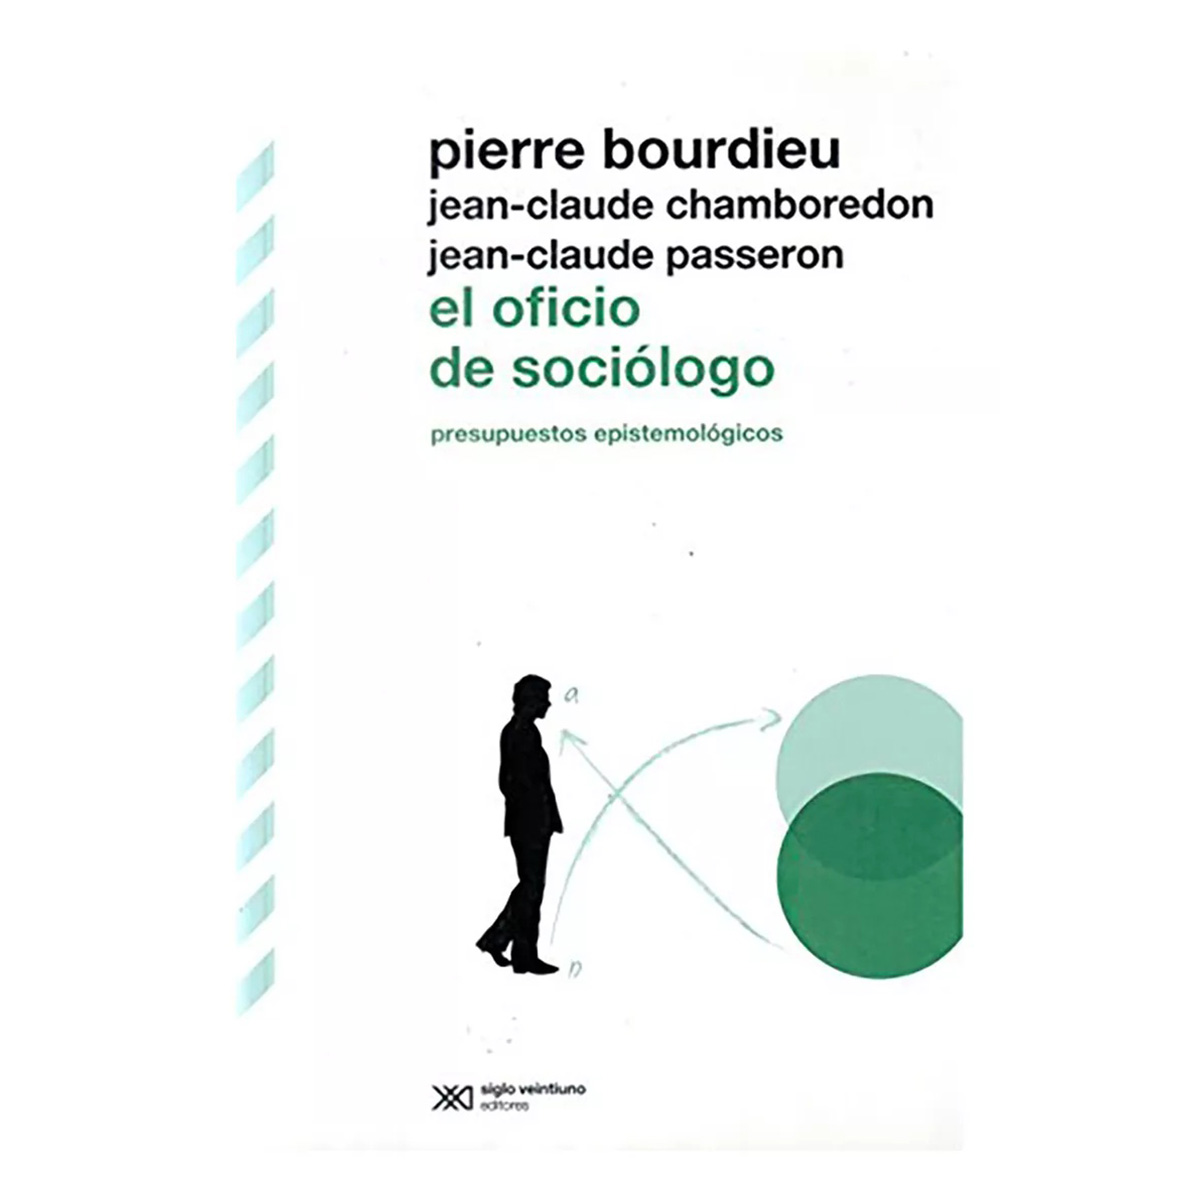 pierre bourdieu
jean-claude chamboredon
jean-claude passeron
el oficio
de sociólogo
presupuestos epistemológicos
a
n
siglo veintiuno
editores